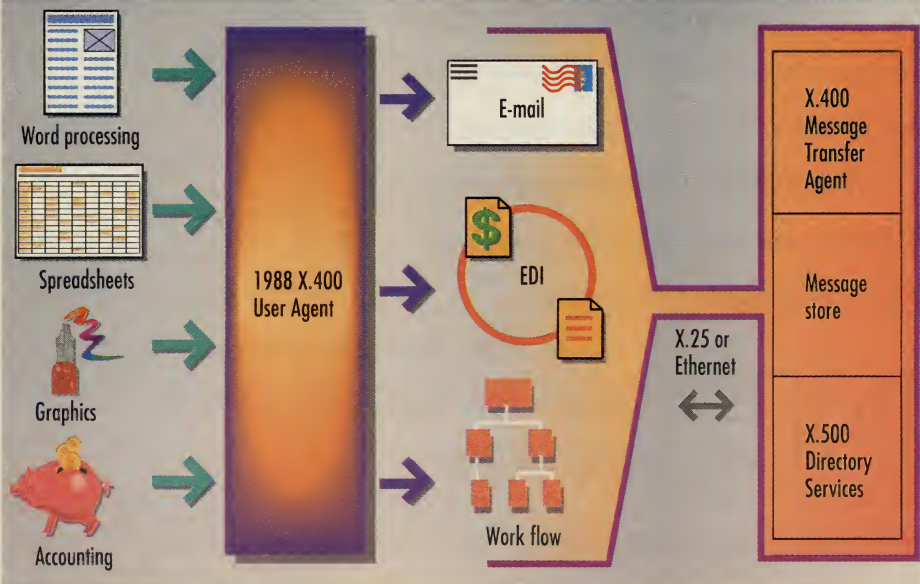 Word processing
Spreadsheets
Graphics
Accounting
1988 X.400
User Agent
E-mail
$
EDI
Work flow
X.25 or
Ethernet
X.400
Message
Transfer
Agent
Message
store
X.500
Directory
Services